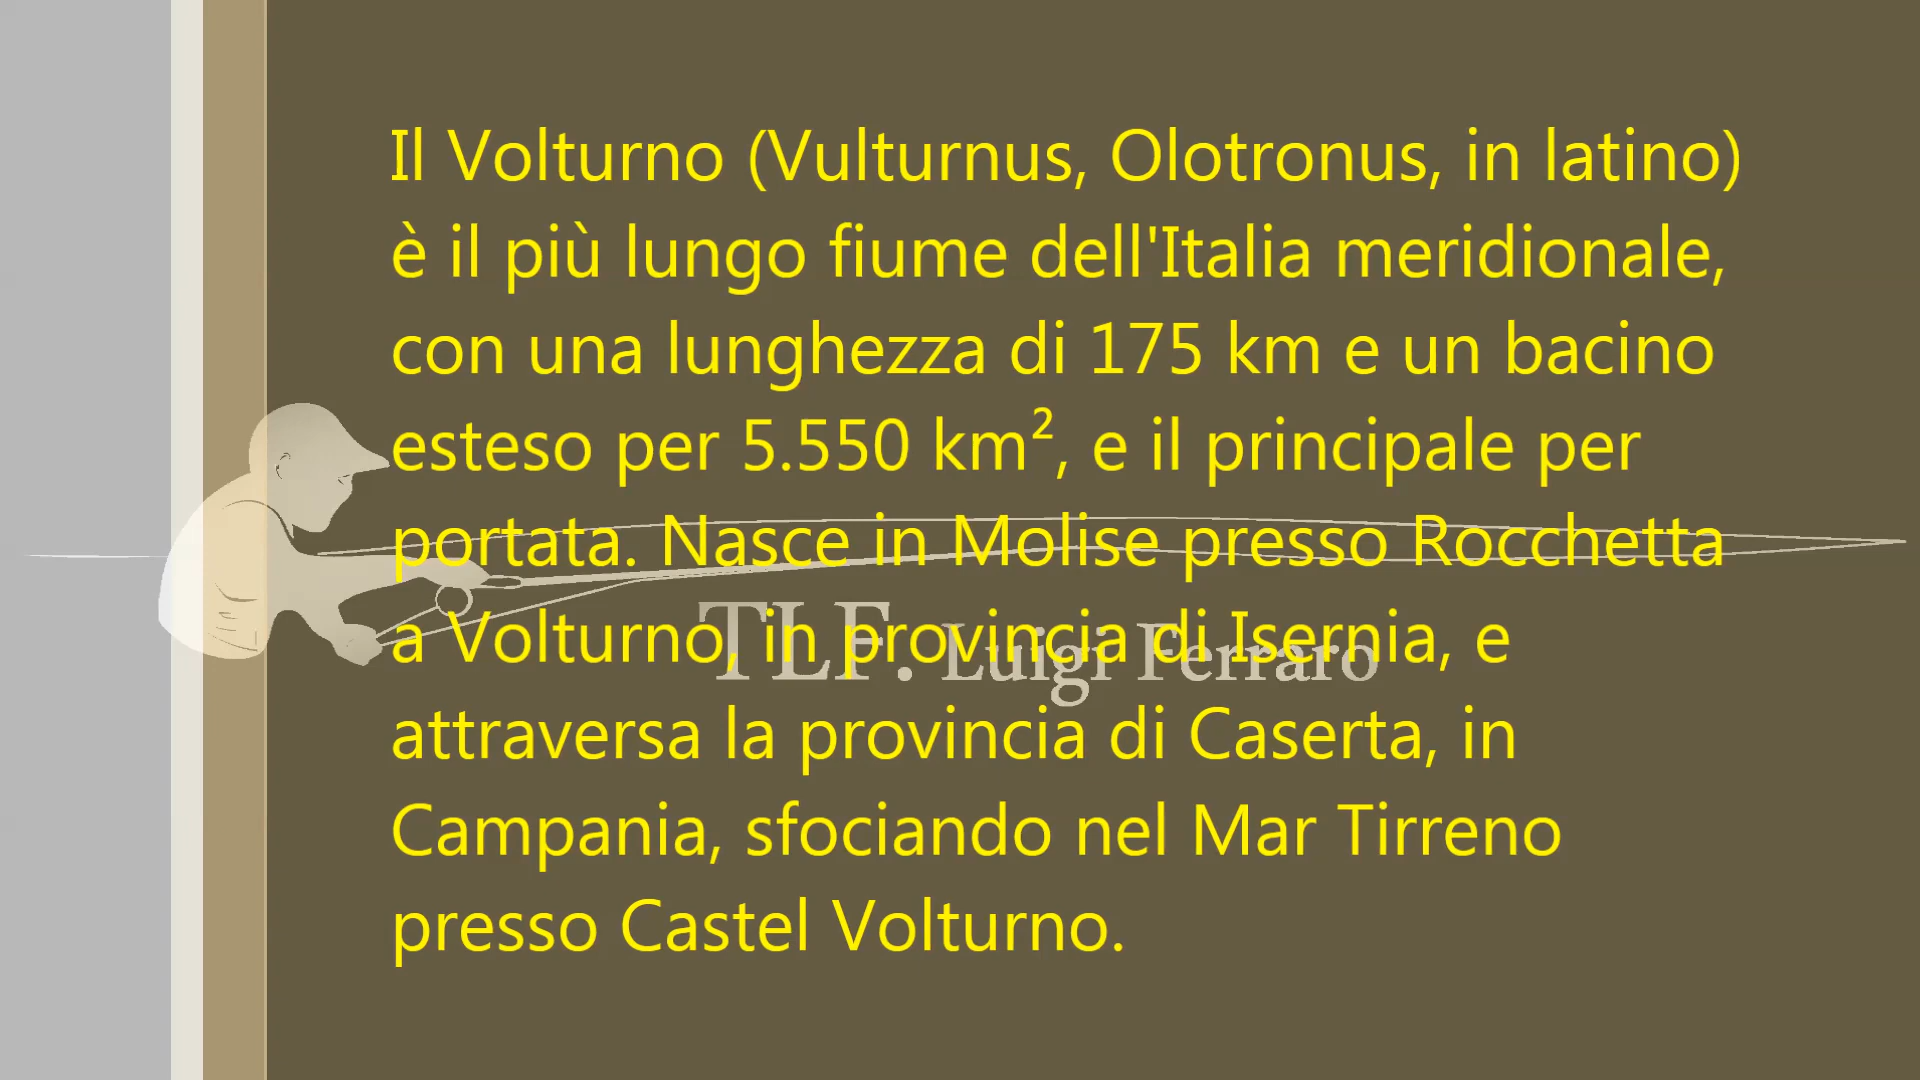 Il Volturno (Vulturnus, Olotronus, in latino)
è il più lungo fiume dell'Italia meridionale,
con una lunghezza di 175 km e un bacino
esteso per 5.550 km², e il principale per
portata. Nasce in Molise presso Rocchetta
a Volturno, in provincia di Isernia, e
TLF. Luigi Ferraro
attraversa la provincia di Caserta, in
Campania, sfociando nel Mar Tirreno
presso Castel Volturno.